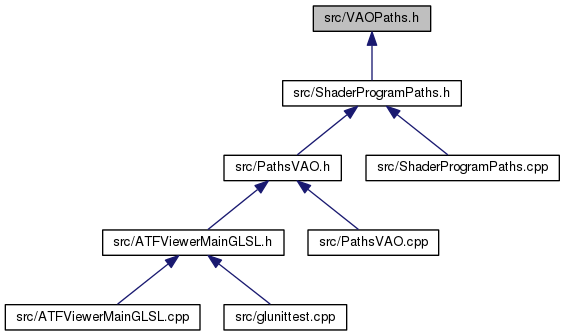 src/VAOPaths.h
src/ShaderProgramPaths.h
src/PathsVAO.h
src/ShaderProgramPaths.cpp
src/ATFViewerMainGLSL.h
src/PathsVAO.cpp
src/ATFViewerMainGLSL.cpp
src/glunittest.cpp